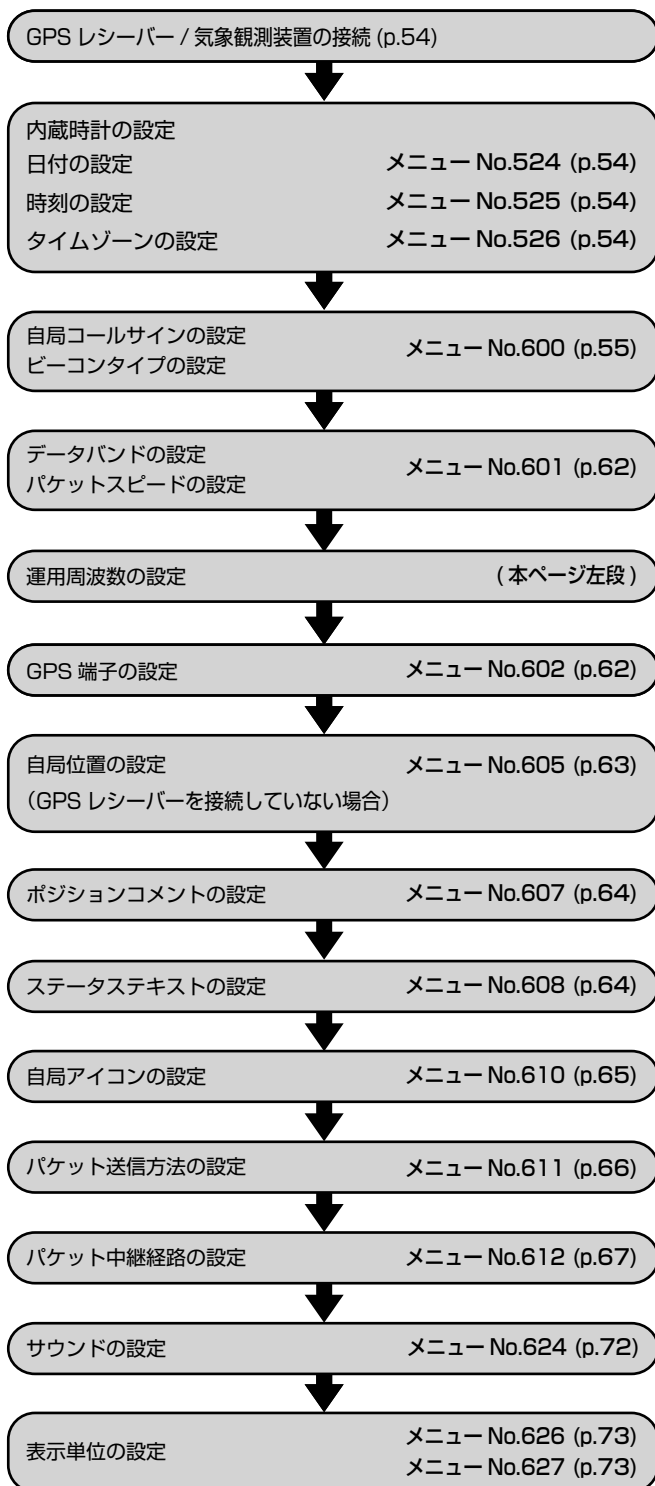 GPS レシーバー / 気象観測装置の接続 (p.54)
内蔵時計の設定
日付の設定 メニュー No.524 (p.54)
時刻の設定 メニュー No.525 (p.54)
タイムゾーンの設定 メニュー No.526 (p.54)
自局コールサインの設定
ビーコンタイプの設定
メニュー No.600 (p.55)
データバンドの設定
パケットスピードの設定
メニュー No.601 (p.62)
運用周波数の設定 ( 本ページ左段 )
GPS 端子の設定 メニュー No.602 (p.62)
自局位置の設定 メニュー No.605 (p.63)
（GPS レシーバーを接続していない場合）
ポジションコメントの設定 メニュー No.607 (p.64)
ステータステキストの設定 メニュー No.608 (p.64)
自局アイコンの設定 メニュー No.610 (p.65)
パケット送信方法の設定 メニュー No.611 (p.66)
パケット中継経路の設定 メニュー No.612 (p.67)
サウンドの設定 メニュー No.624 (p.72)
表示単位の設定
メニュー No.626 (p.73)
メニュー No.627 (p.73)